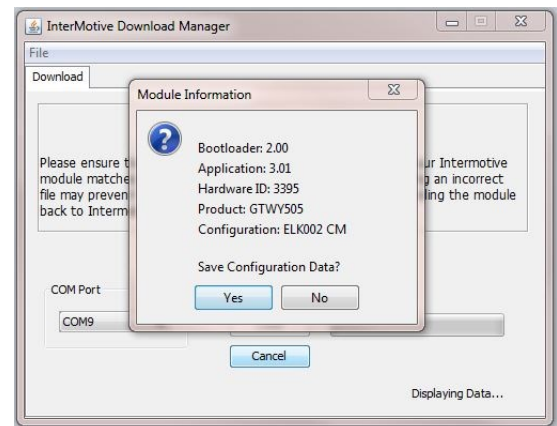 InterMotive Download Manager
File
Download
Module Information
Bootloader: 2.00
Please ensure t
ur Intermotive
Application: 3.01
module matche
g an incorrect
Hardware ID: 3395
file may preven
ling the module
Product: GTWY505
back to Interm
Configuration: ELK002 CM
Save Configuration Data?
COM Port
Yes No
COM9
Cancel
Displaying Data...